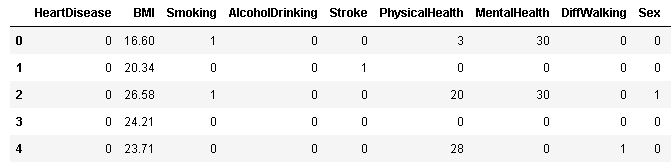 HeartDisease BMI Smoking AlcoholDrinking Stroke PhysicalHealth MentalHealth DiffWalking Sex
0 0 16.60 1 0 0 3 30 0 0
1 0 20.34 0 0 1 0 0 0 0
2 0 26.58 1 0 0 20 30 0 1
3 0 24.21 0 0 0 0 0 0 0
4 0 23.71 0 0 0 28 0 1 0